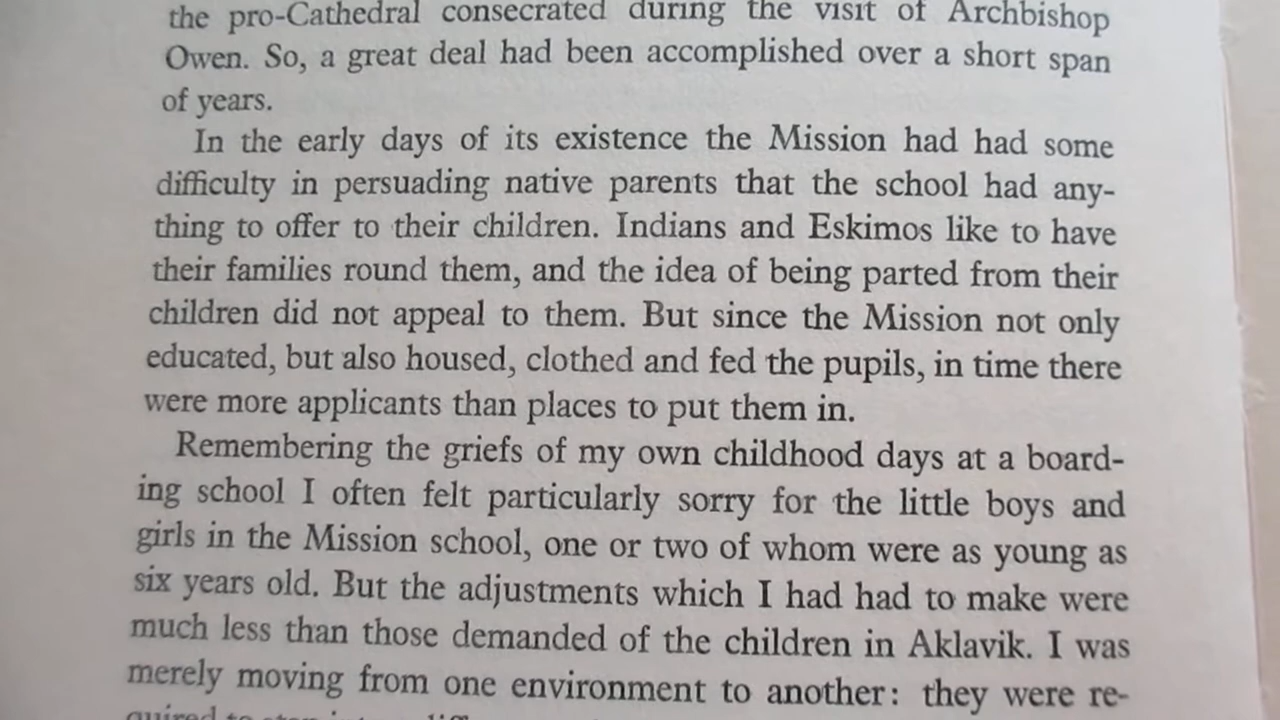 the pro-Cathedral consecrated during the visit of Archbishop
Owen. So, a great deal had been accomplished over a short span
of years.
In the early days of its existence the Mission had had some
difficulty in persuading native parents that the school had any-
thing to offer to their children. Indians and Eskimos like to have
their families round them, and the idea of being parted from their
children did not appeal to them. But since the Mission not only
educated, but also housed, clothed and fed the pupils, in time there
were more applicants than places to put them in.
Remembering the griefs of my own childhood days at a board-
ing school I often felt particularly sorry for the little boys and
girls in the Mission school, one or two of whom were as young as
six years old. But the adjustments which I had had to make were
much less than those demanded of the children in Aklavik. I was
merely moving from one environment to another: they were re-
quired to